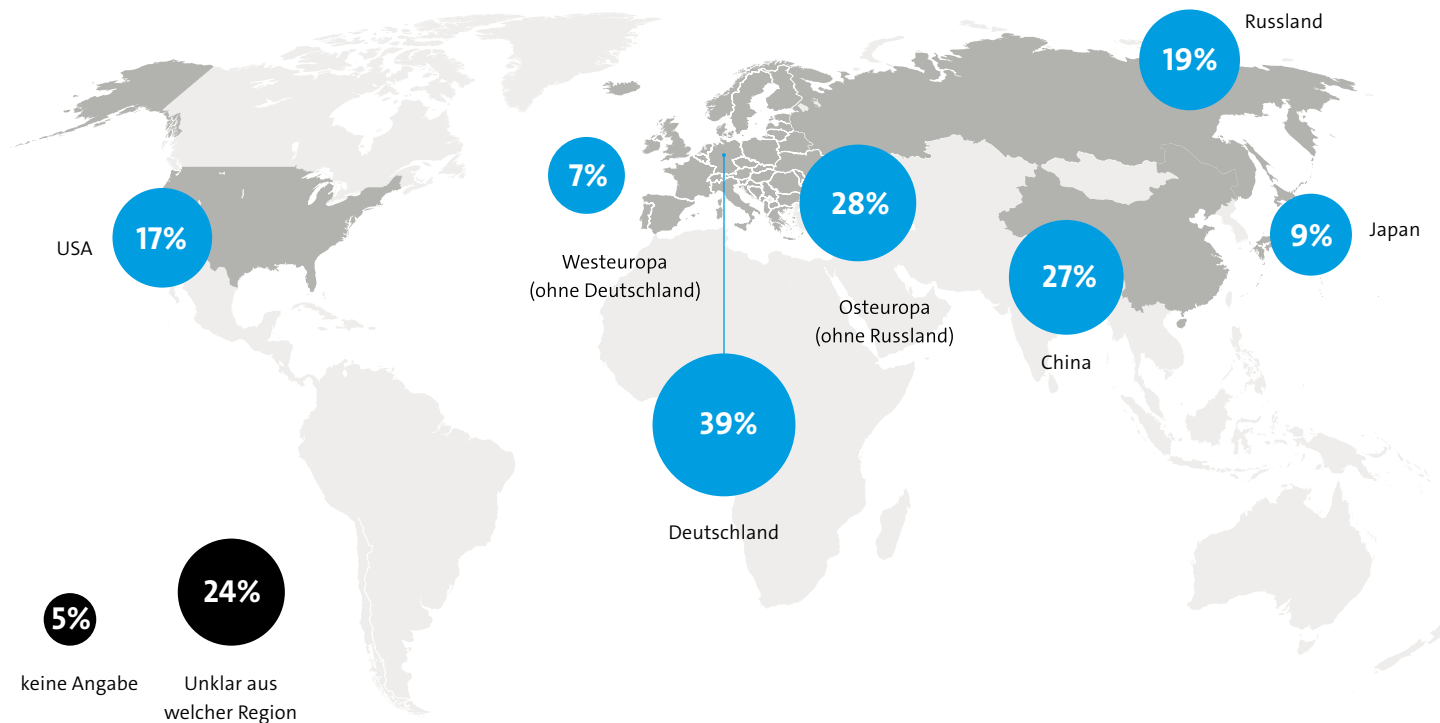 Russland
19%
7%
28%
USA
17%
27%
9%
Japan
Westeuropa
(ohne Deutschland)
Osteuropa
(ohne Russland)
China
39%
Deutschland
5%
24%
keine Angabe
Unklar aus
welcher Region